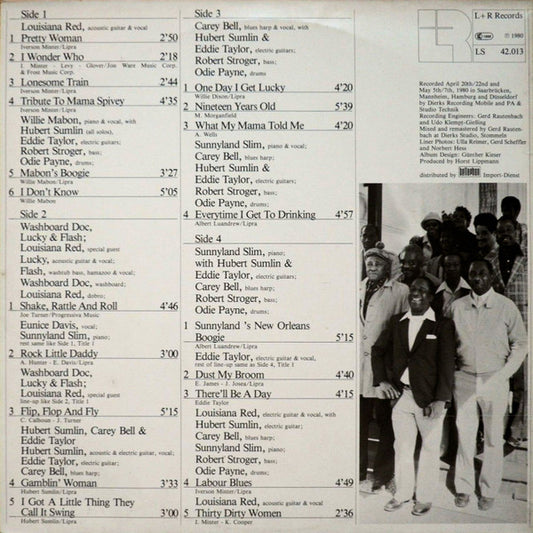 Side 1
Louisiana Red, acoustic guitar & vocal
1 Pretty Woman 2'50
Iverson Minter/Lipra
2 I Wonder Who 2'18
I. Minter - Levy - Glover/Jon Ware Music Corp.
& Frost Music Corp.
3 Lonesome Train 2'44
Iverson Minter/Lipra
4 Tribute To Mama Spivey 4'35
Iverson Minter/Lipra
Willie Mabon, piano & vocal, with
Hubert Sumlin (all solos),
Eddie Taylor, electric guitars;
Robert Stroger, bass;
Odie Payne, drums;
5 Mabon's Boogie 3'27
Willie Mabon/Lipra
6 I Don't Know 5'05
Willie Mabon
Side 2
Washboard Doc,
Lucky & Flash;
Louisiana Red, special guest
Lucky, acoustic guitar & vocal;
Flash, washtub bass, hamazoo & vocal;
Washboard Doc, washboard;
Louisiana Red, dobro;
1 Shake, Rattle And Roll 4'46
Joe Turner/Progressiva Music
Eunice Davis, vocal;
Sunnyland Slim, piano;
rest same like Side 1, Title 1
2 Rock Little Daddy 3'00
A. Hunter - E. Davis/Lipra
Washboard Doc,
Lucky & Flash;
Louisiana Red, special guest
line-up like Side 2, Title 1
3 Flip, Flop And Fly 5'15
C. Calhoun - J. Turner
Hubert Sumlin, Carey Bell &
Eddie Taylor
Hubert Sumlin, acoustic & electric guitar, vocal;
Eddie Taylor, electric guitar;
Carey Bell, blues harp;
4 Gamblin' Woman 3'33
Hubert Sumlin/Lipra
5 I Got A Little Thing They
Call It Swing 3'00
Hubert Sumlin/Lipra
Side 3
Carey Bell, blues harp & vocal, with
Hubert Sumlin &
Eddie Taylor, electric guitars;
Robert Stroger, bass;
Odie Payne, drums;
1 One Day I Get Lucky 4'20
Willie Dixon/Lipra
2 Nineteen Years Old 5'39
M. Morganfield
3 What My Mama Told Me 4'20
A. Wells
Sunnyland Slim, piano & vocal;
Carey Bell, blues harp;
Hubert Sumlin &
Eddie Taylor, electric guitars;
Robert Stroger, bass;
Odie Payne, drums;
4 Everytime I Get To Drinking 4'57
Albert Luandrew/Lipra
Side 4
Sunnyland Slim, piano;
with Hubert Sumlin &
Eddie Taylor, electric guitars;
Carey Bell, blues harp;
Robert Stroger, bass;
Odie Payne, drums;
1 Sunnyland 's New Orleans
Boogie 5'15
Albert Luandrew/Lipra
Eddie Taylor, electric guitar & vocal,
rest of line-up same as Side 4, Title 1
2 Dust My Broom 4'40
E. James - J. Josea/Lipra
3 There'll Be A Day 4'15
Eddie Taylor
Louisiana Red, electric guitar & vocal, with
Hubert Sumlin, electric guitar;
Carey Bell, blues harp;
Sunnyland Slim, piano;
Robert Stroger, bass;
Odie Payne, drums;
4 Labour Blues 4'49
Iverson Minter/Lipra
Louisiana Red, acoustic guitar & vocal
5 Thirty Dirty Women 2'36
I. Minter - K. Cooper
LR
L+R Records
℗ 1980
LS 42.013
Recorded April 20th/22nd and
May 5th/7th, 1980 in Saarbrücken,
Mannheim, Hamburg and Düsseldorf
by Dierks Recording Mobile and PA &
Studio Technik
Recording Engineers: Gerd Rautenbach
and Udo Klempt-Gießing
Mixed and remastered by Gerd Rauten-
bach at Dierks Studio, Stommeln
Liner Photos: Ulla Reimer, Gerd Scheffler
and Norbert Hess
Album Design: Günther Kieser
Produced by Horst Lippmann
distributed by Import-Dienst